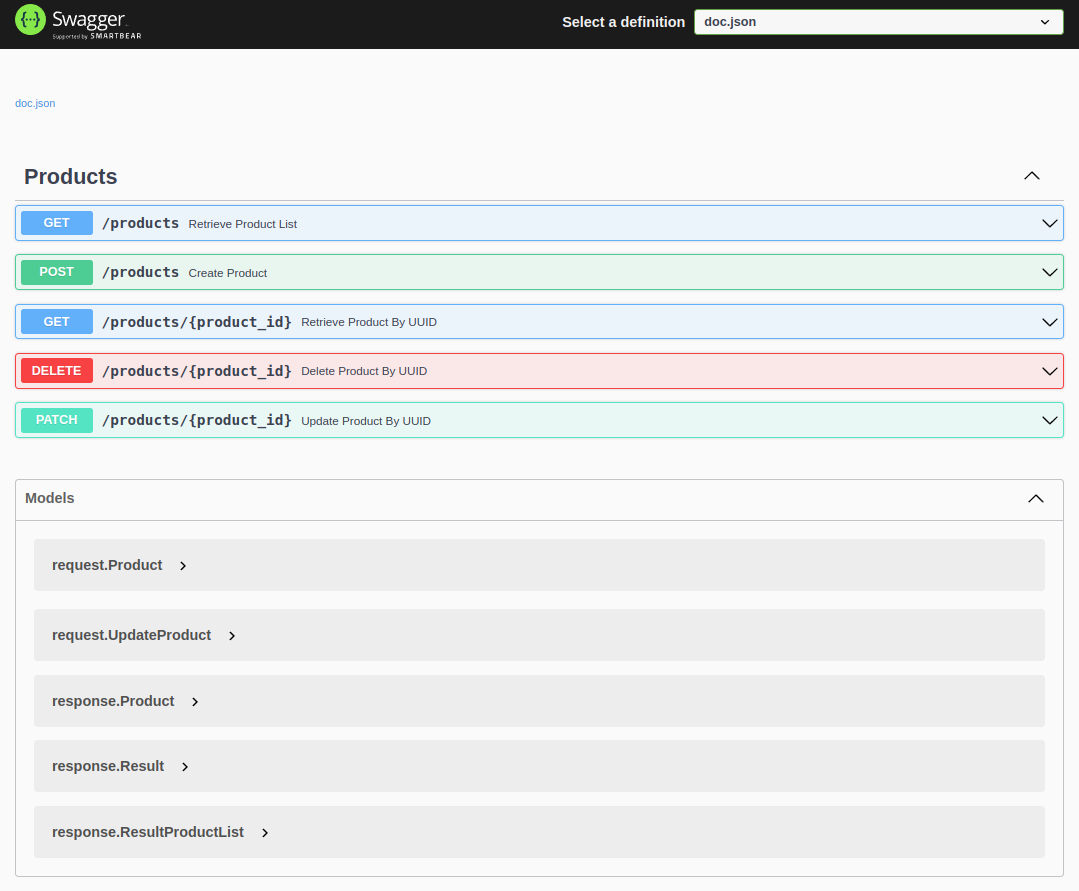 {···} Swagger
Supported by SMARTBEAR
Select a definition doc.json
doc.json
Products
GET /products Retrieve Product List
POST /products Create Product
GET /products/{product_id} Retrieve Product By UUID
DELETE /products/{product_id} Delete Product By UUID
PATCH /products/{product_id} Update Product By UUID
Models
request.Product
request.UpdateProduct
response.Product
response.Result
response.ResultProductList